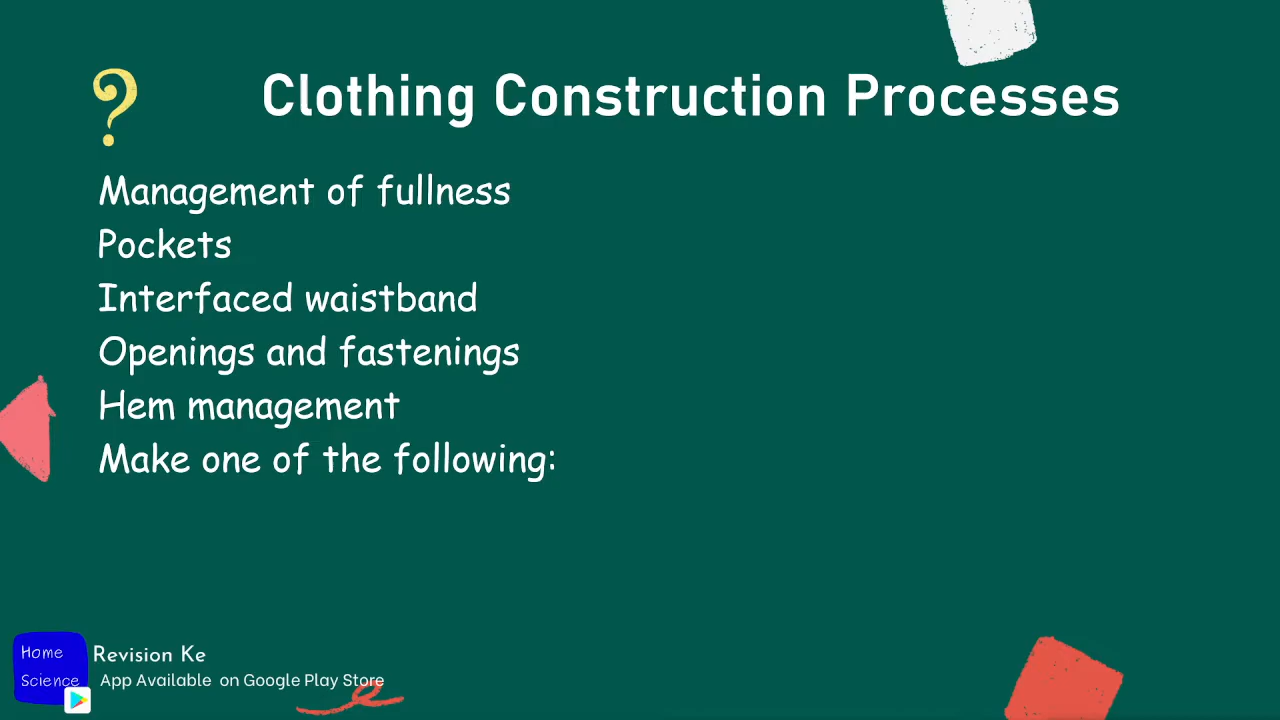 ?
Clothing Construction Processes
Management of fullness
Pockets
Interfaced waistband
Openings and fastenings
Hem management
Make one of the following:
Home
Science
Revision Ke
App Available on Google Play Store